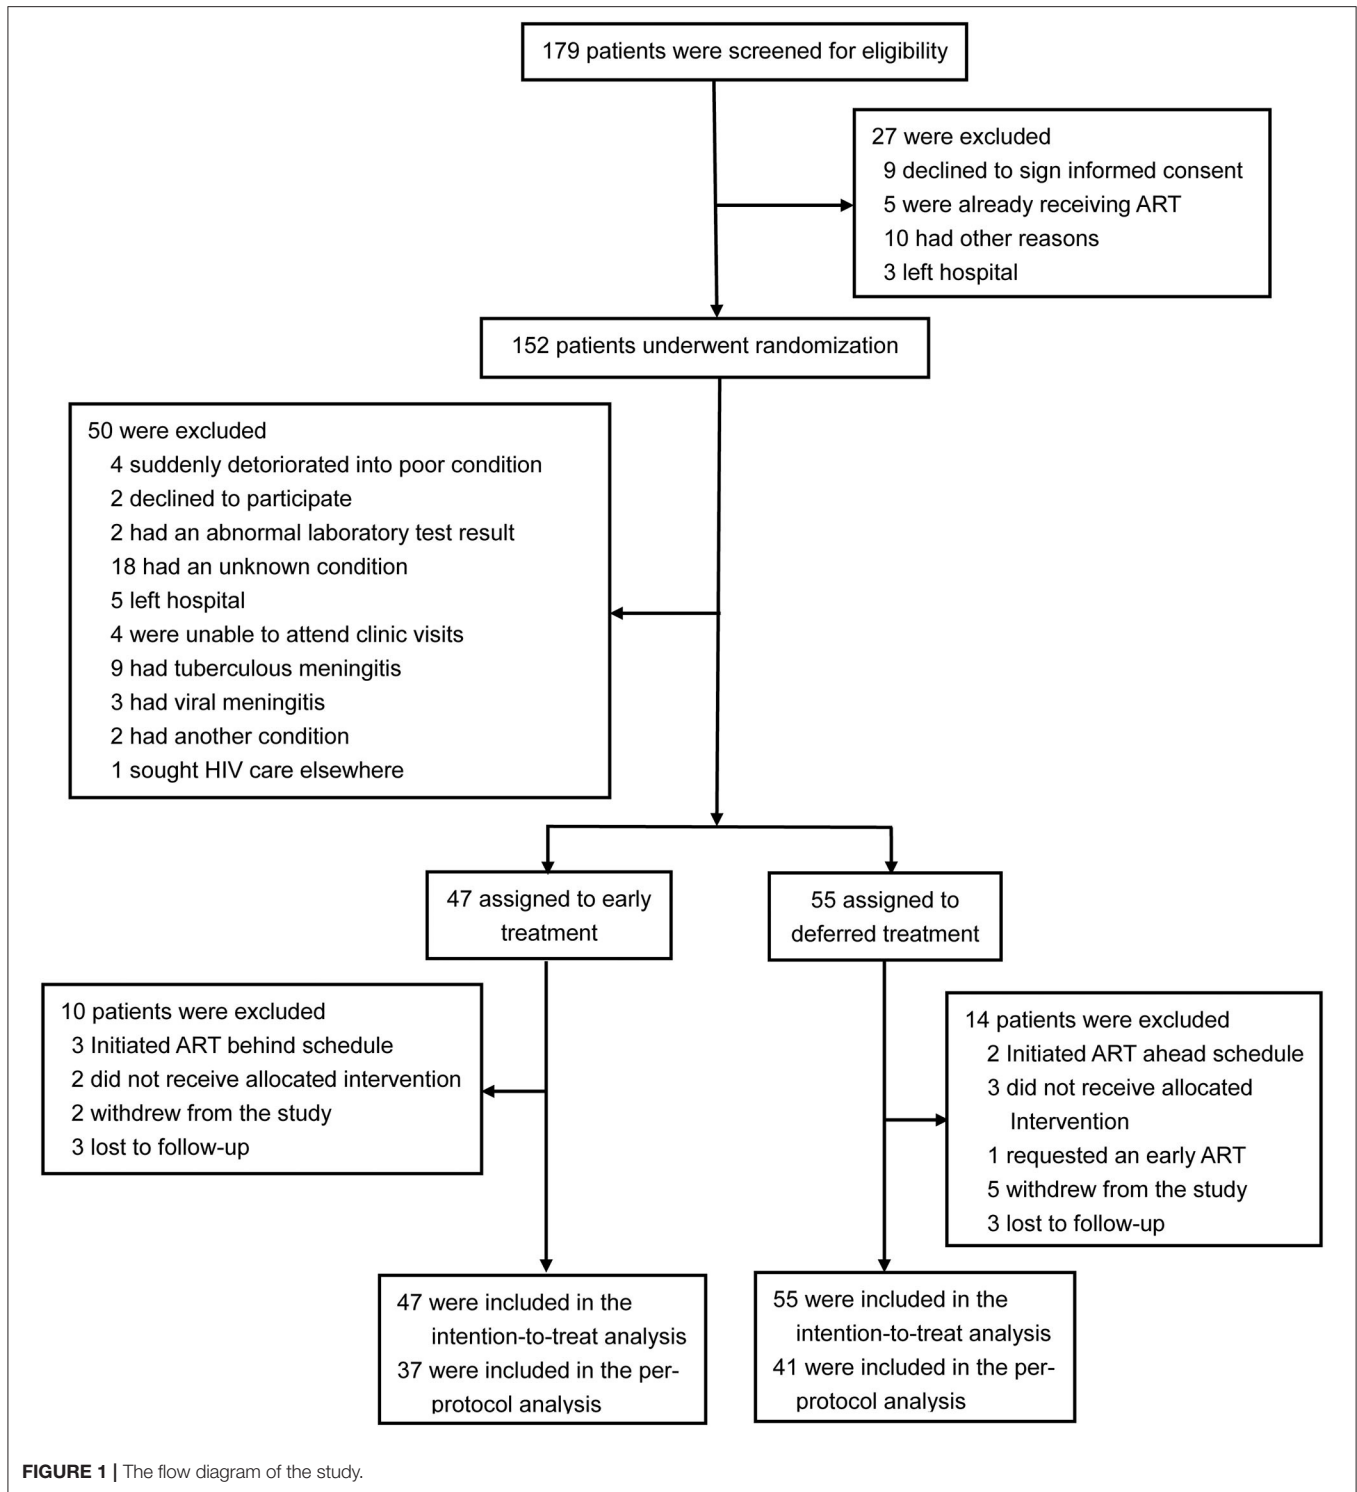 179 patients were screened for eligibility
27 were excluded
9 declined to sign informed consent
5 were already receiving ART
10 had other reasons
3 left hospital
152 patients underwent randomization
50 were excluded
4 suddenly detoriorated into poor condition
2 declined to participate
2 had an abnormal laboratory test result
18 had an unknown condition
5 left hospital
4 were unable to attend clinic visits
9 had tuberculous meningitis
3 had viral meningitis
2 had another condition
1 sought HIV care elsewhere
47 assigned to early
treatment
55 assigned to
deferred treatment
10 patients were excluded
3 Initiated ART behind schedule
2 did not receive allocated intervention
2 withdrew from the study
3 lost to follow-up
14 patients were excluded
2 Initiated ART ahead schedule
3 did not receive allocated
Intervention
1 requested an early ART
5 withdrew from the study
3 lost to follow-up
47 were included in the
intention-to-treat analysis
37 were included in the per-
protocol analysis
55 were included in the
intention-to-treat analysis
41 were included in the per-
protocol analysis
FIGURE 1 | The flow diagram of the study.